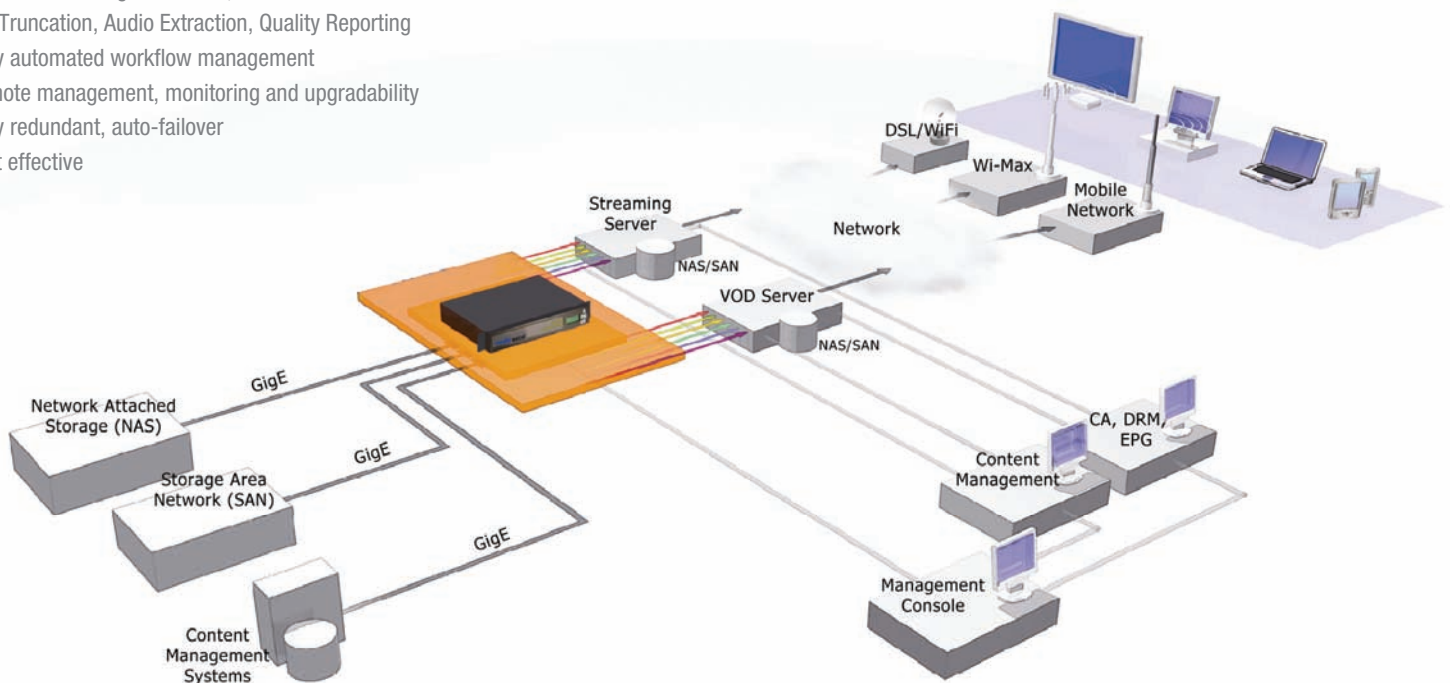 Truncation, Audio Extraction, Quality Reporting
automated workflow management
management, monitoring and upgradability
redundant, auto-failover
effective
DSL/WiFi
Wi-Max
Mobile
Network
Streaming
Server
NAS/SAN
Network
VOD Server
NAS/SAN
GigE
Network Attached
Storage (NAS)
GigE
Storage Area
Network (SAN)
GigE
Content
Management
Systems
CA, DRM,
EPG
Content
Management
Management
Console